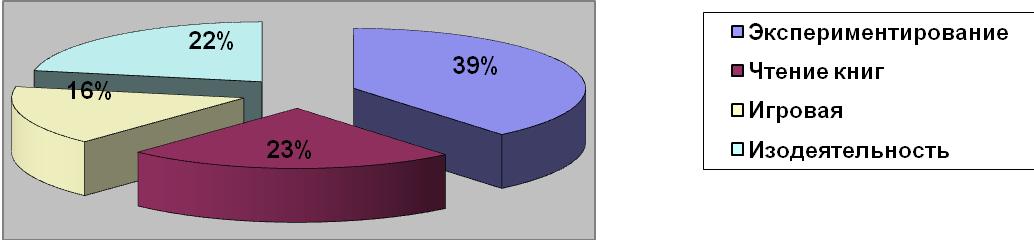 22%
39%
16%
23%
Экспериментирование
Чтение книг
Игровая
Изодеятельность